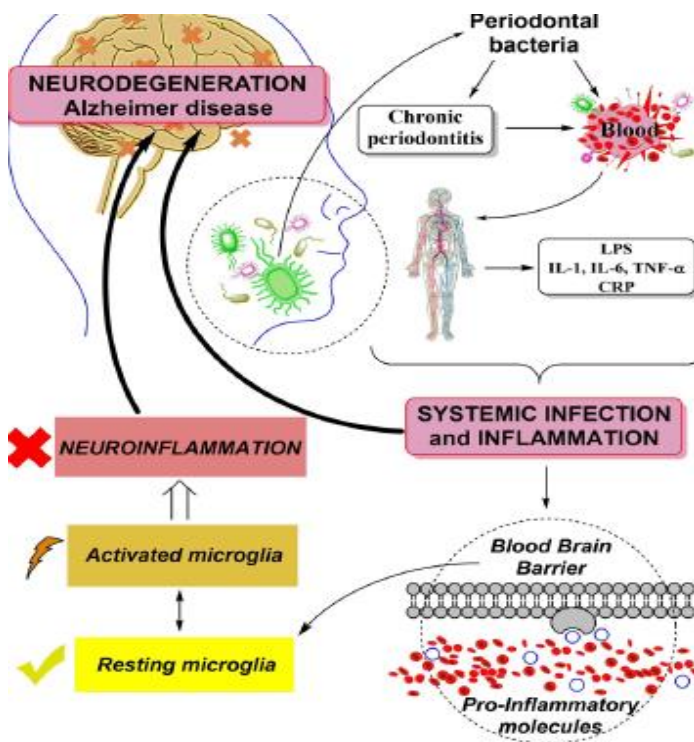 Periodontal
bacteria
NEURODEGENERATION
Alzheimer disease
Chronic
periodontitis
Blood
LPS
IL-1, IL-6, TNF-α
CRP
SYSTEMIC INFECTION
and INFLAMMATION
NEUROINFLAMMATION
Activated microglia
Resting microglia
Blood Brain
Barrier
Pro-Inflammatory
molecules